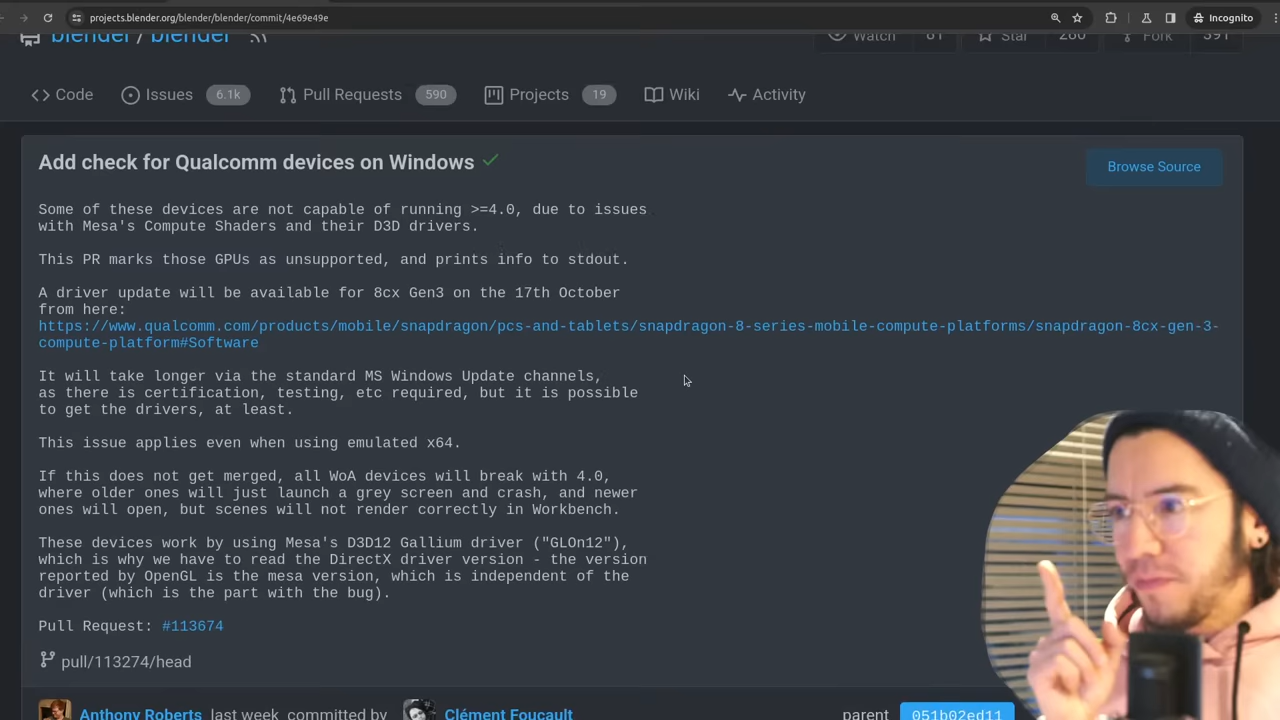 projects.blender.org/blender/blender/commit/4e69e49e
Incognito
blender / blender
Watch 81 Star 280 Fork 391
Code
Issues 6.1k
Pull Requests 590
Projects 19
Wiki
Activity
Add check for Qualcomm devices on Windows
Browse Source
Some of these devices are not capable of running >=4.0, due to issues
with Mesa's Compute Shaders and their D3D drivers.
This PR marks those GPUs as unsupported, and prints info to stdout.
A driver update will be available for 8cx Gen3 on the 17th October
from here:
https://www.qualcomm.com/products/mobile/snapdragon/pcs-and-tablets/snapdragon-8-series-mobile-compute-platforms/snapdragon-8cx-gen-3-
compute-platform#Software
It will take longer via the standard MS Windows Update channels,
as there is certification, testing, etc required, but it is possible
to get the drivers, at least.
This issue applies even when using emulated x64.
If this does not get merged, all WoA devices will break with 4.0,
where older ones will just launch a grey screen and crash, and newer
ones will open, but scenes will not render correctly in Workbench.
These devices work by using Mesa's D3D12 Gallium driver ("GLOn12"),
which is why we have to read the DirectX driver version - the version
reported by OpenGL is the mesa version, which is independent of the
driver (which is the part with the bug).
Pull Request: #113674
pull/113274/head
Anthony Roberts last week committed by Clément Foucault
parent 051b02ed11